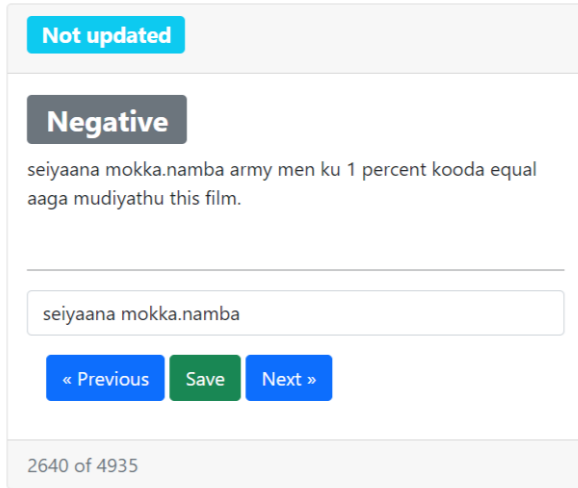 Not updated
Negative
seiyaana mokka.namba army men ku 1 percent kooda equal
aaga mudiyathu this film.
seiyaana mokka.namba
« Previous Save Next »
2640 of 4935